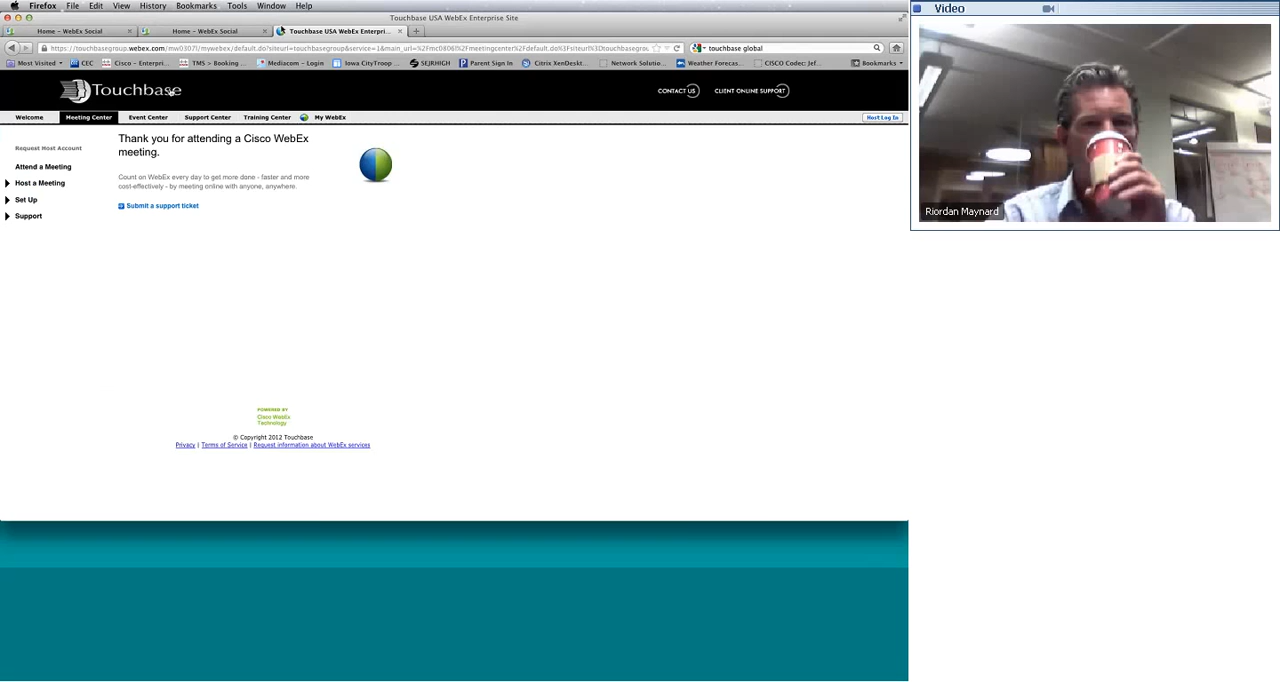 Firefox File Edit View History Bookmarks Tools Window Help
Touchbase USA WebEx Enterprise Site
Home – WebEx Social
Home – WebEx Social
Touchbase USA WebEx Enterpri...
touchbase global
Most Visited
CEC
Cisco – Enterpri...
TMS > Booking ...
Mediacom – Login
Iowa CityTroop ...
SEJRHIGH
Parent Sign In
Citrix XenDeskt...
Network Solutio...
Weather Forecas...
CISCO Codec: Jef...
Bookmarks
Touchbase
CONTACT US
CLIENT ONLINE SUPPORT
Welcome
Meeting Center
Event Center
Support Center
Training Center
My WebEx
Host Log In
Request Host Account
Attend a Meeting
Host a Meeting
Set Up
Support
Thank you for attending a Cisco WebEx
meeting.
Count on WebEx every day to get more done - faster and more
cost-effectively - by meeting online with anyone, anywhere.
Submit a support ticket
POWERED BY
Cisco WebEx
Technology
© Copyright 2012 Touchbase
Privacy | Terms of Service | Request information about WebEx services
Video
Riordan Maynard